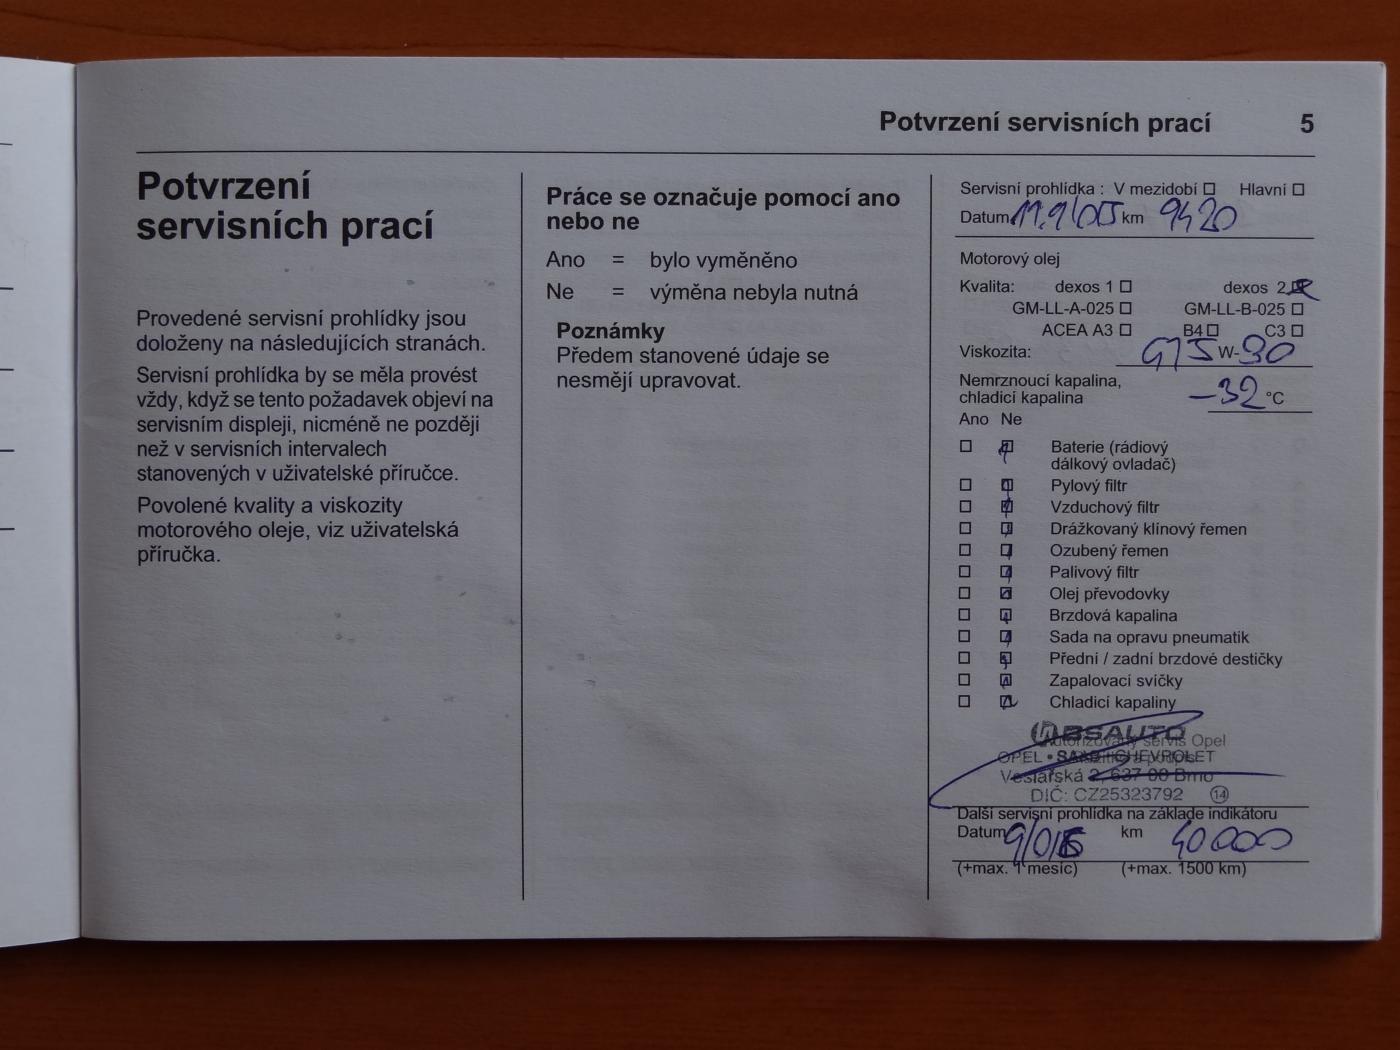 Potvrzení servisních prací 5
Potvrzení
servisních prací
Provedené servisní prohlídky jsou
doloženy na následujících stranách.
Servisní prohlídka by se měla provést
vždy, když se tento požadavek objeví na
servisním displeji, nicméně ne později
než v servisních intervalech
stanovených v uživatelské příručce.
Povolené kvality a viskozity
motorového oleje, viz uživatelská
příručka.
Práce se označuje pomocí ano
nebo ne
Ano = bylo vyměněno
Ne = výměna nebyla nutná
Poznámky
Předem stanovené údaje se
nesmějí upravovat.
Servisní prohlídka : V mezidobí ☐ Hlavní ☐
Datum km 9420
Motorový olej
Kvalita: dexos 1 ☐ dexos 2 ☒
GM-LL-A-025 ☐ GM-LL-B-025 ☐
ACEA A3 ☐ B4 ☐ C3 ☐
Viskozita: W-30
Nemrznoucí kapalina,
chladicí kapalina -32 °C
Ano Ne
☐ ☒ Baterie (rádiový
dálkový ovladač)
☐ ☒ Pylový filtr
☐ ☒ Vzduchový filtr
☐ ☒ Drážkovaný klínový řemen
☐ ☒ Ozubený řemen
☐ ☒ Palivový filtr
☐ ☒ Olej převodovky
☐ ☒ Brzdová kapalina
☐ ☒ Sada na opravu pneumatik
☐ ☒ Přední / zadní brzdové destičky
☐ ☒ Zapalovací svíčky
☐ ☒ Chladicí kapaliny
BSAUTO
Autorizovaný servis Opel
OPEL • SAAB • CHEVROLET
Veslařská 2, 637 00 Brno
DIČ: CZ25323792 14
Další servisní prohlídka na základě indikátoru
Datum km 40000
(+max. 1 měsíc) (+max. 1500 km)